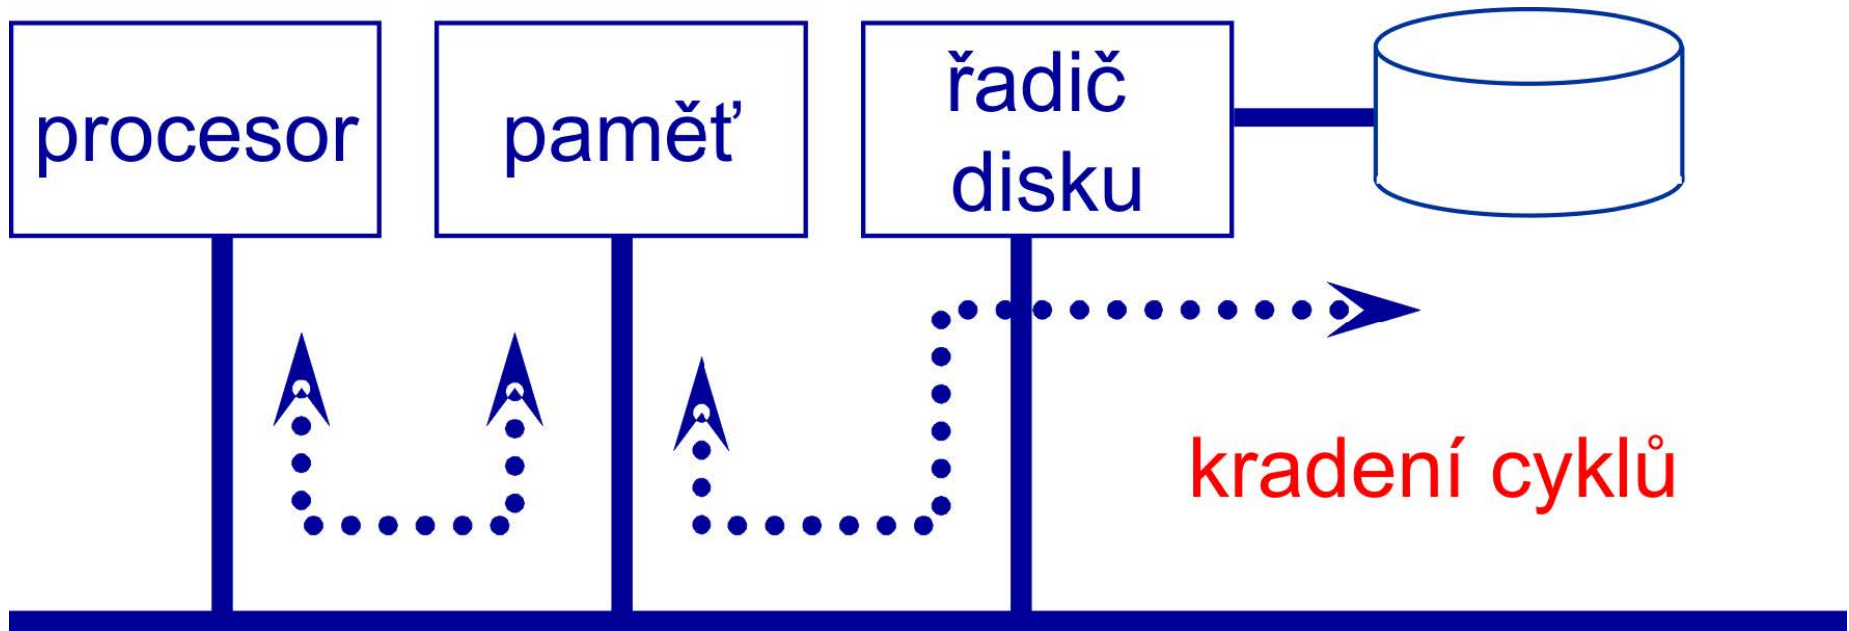 procesor
paměť
řadič
disku
kradení cyklů